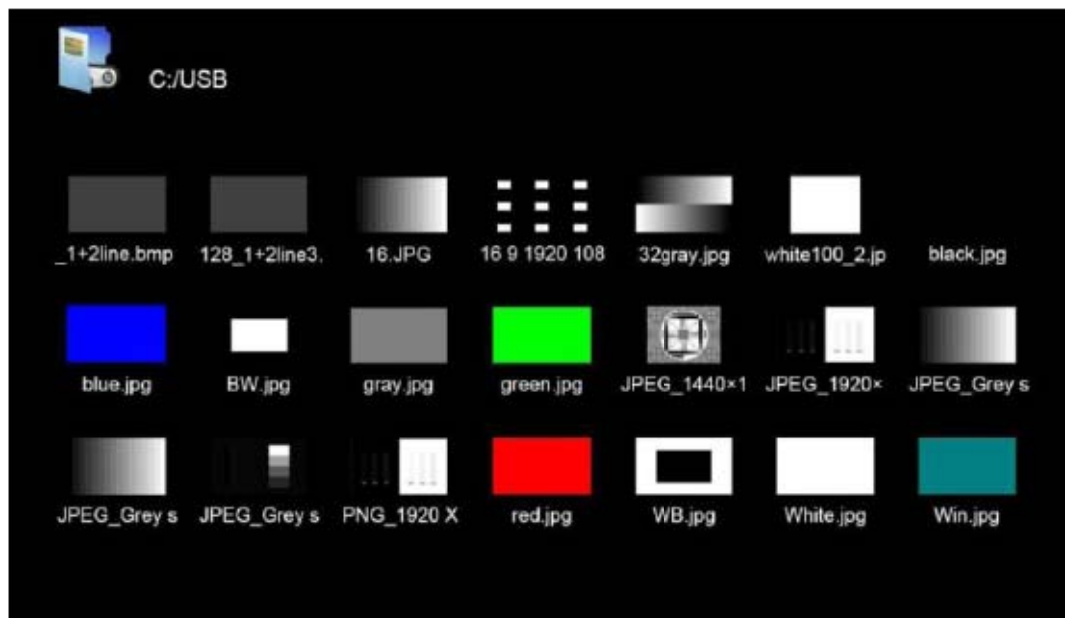 C:/USB
_1+2line.bmp 128_1+2line3. 16.JPG 16 9 1920 108 32gray.jpg white100_2.jp black.jpg
blue.jpg BW.jpg gray.jpg green.jpg JPEG_1440×1 JPEG_1920× JPEG_Grey s
JPEG_Grey s JPEG_Grey s PNG_1920 X red.jpg WB.jpg White.jpg Win.jpg